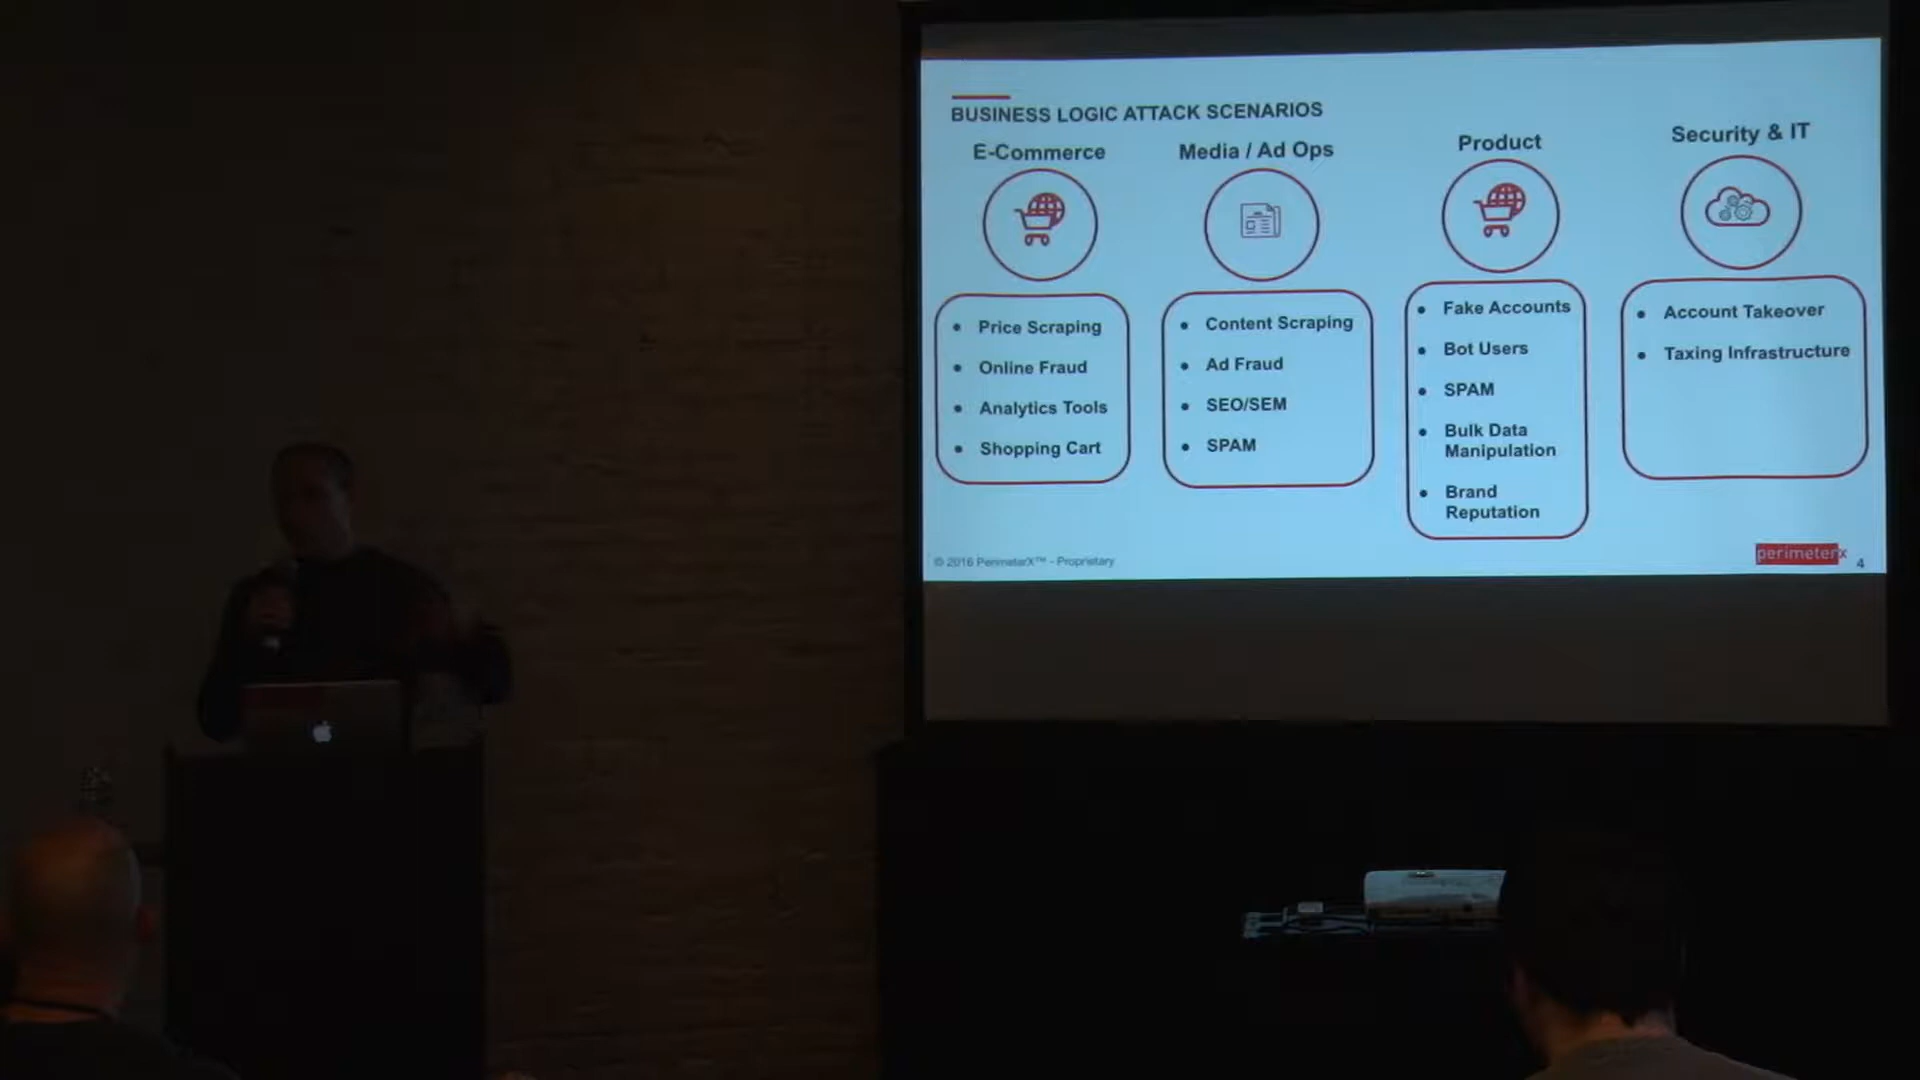 BUSINESS LOGIC ATTACK SCENARIOS
E-Commerce
Price Scraping
Online Fraud
Analytics Tools
Shopping Cart
Media / Ad Ops
Content Scraping
Ad Fraud
SEO/SEM
SPAM
Product
Fake Accounts
Bot Users
SPAM
Bulk Data
Manipulation
Brand
Reputation
Security & IT
Account Takeover
Taxing Infrastructure
© 2016 PerimeterX™ - Proprietary
perimeterx
4